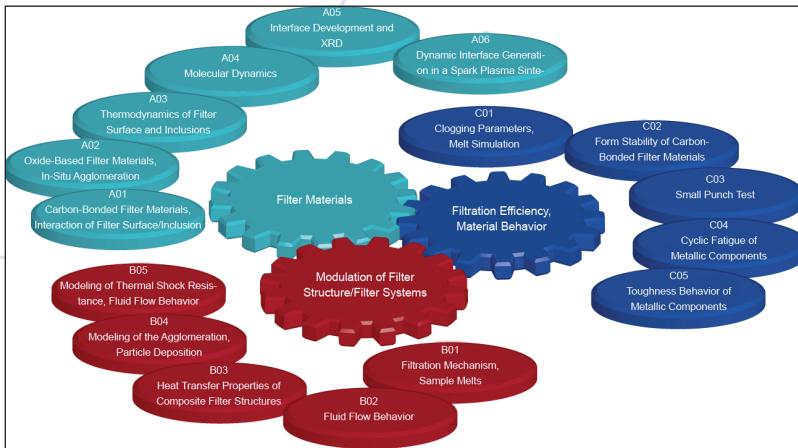 A05
Interface Development and
XRD
A06
Dynamic Interface Generati-
on in a Spark Plasma Sinte-
A04
Molecular Dynamics
A03
Thermodynamics of Filter
Surface and Inclusions
A02
Oxide-Based Filter Materials,
In-Situ Agglomeration
A01
Carbon-Bonded Filter Materials,
Interaction of Filter Surface/Inclusion
C01
Clogging Parameters,
Melt Simulation
C02
Form Stability of Carbon-
Bonded Filter Materials
C03
Small Punch Test
C04
Cyclic Fatigue of
Metallic Components
C05
Toughness Behavior of
Metallic Components
Filter Materials
Filtration Efficiency,
Material Behavior
Modulation of Filter
Structure/Filter Systems
B05
Modeling of Thermal Shock Resis-
tance, Fluid Flow Behavior
B04
Modeling of the Agglomeration,
Particle Deposition
B03
Heat Transfer Properties of
Composite Filter Structures
B02
Fluid Flow Behavior
B01
Filtration Mechanism,
Sample Melts